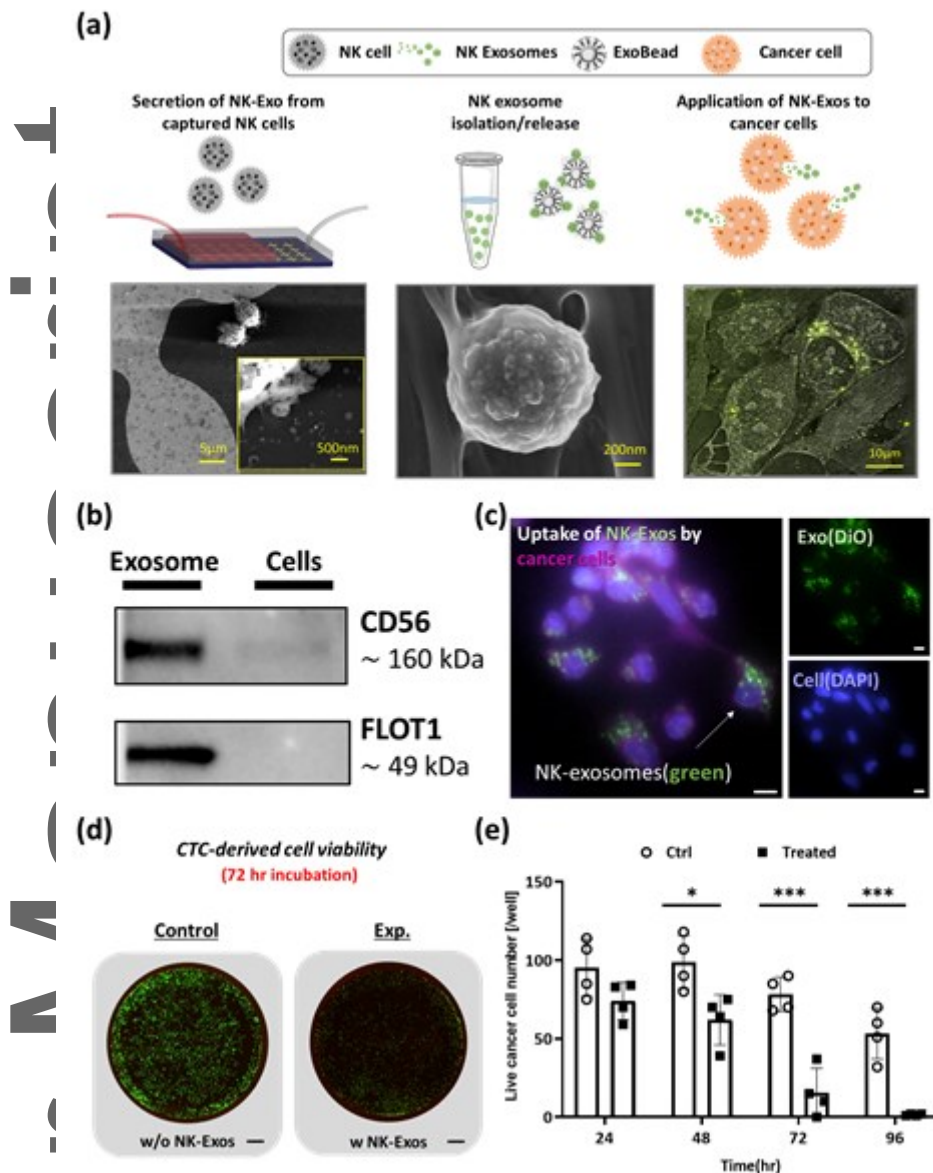 (a)
NK cell
NK Exosomes
ExoBead
Cancer cell
Secretion of NK-Exo from
captured NK cells
NK exosome
isolation/release
Application of NK-Exos to
cancer cells
5μm
500nm
200nm
10μm
(b)
Exosome
Cells
CD56
~ 160 kDa
FLOT1
~ 49 kDa
(c)
Uptake of NK-Exos by
cancer cells
NK-exosomes(green)
Exo(DiO)
Cell(DAPI)
(d)
CTC-derived cell viability
(72 hr incubation)
Control
Exp.
w/o NK-Exos
w NK-Exos
(e)
Ctrl
Treated
Live cancer cell number [/well]
150
100
50
0
*
***
***
24
48
72
96
Time(hr)